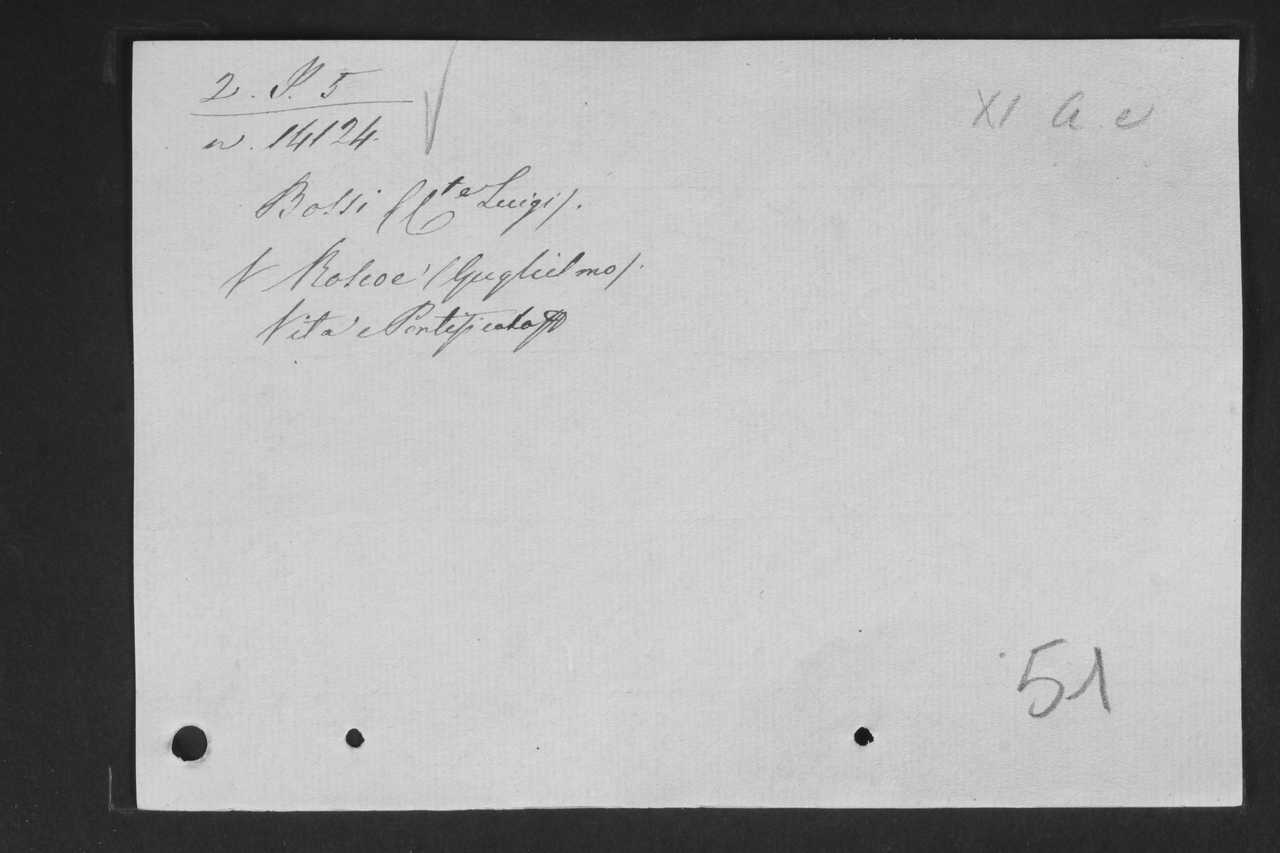 2. P. 5
XI A e
n. 14124.
Bossi (C.te Luigi).
V Roscoe (Guglielmo).
Vita e Pontificato
51